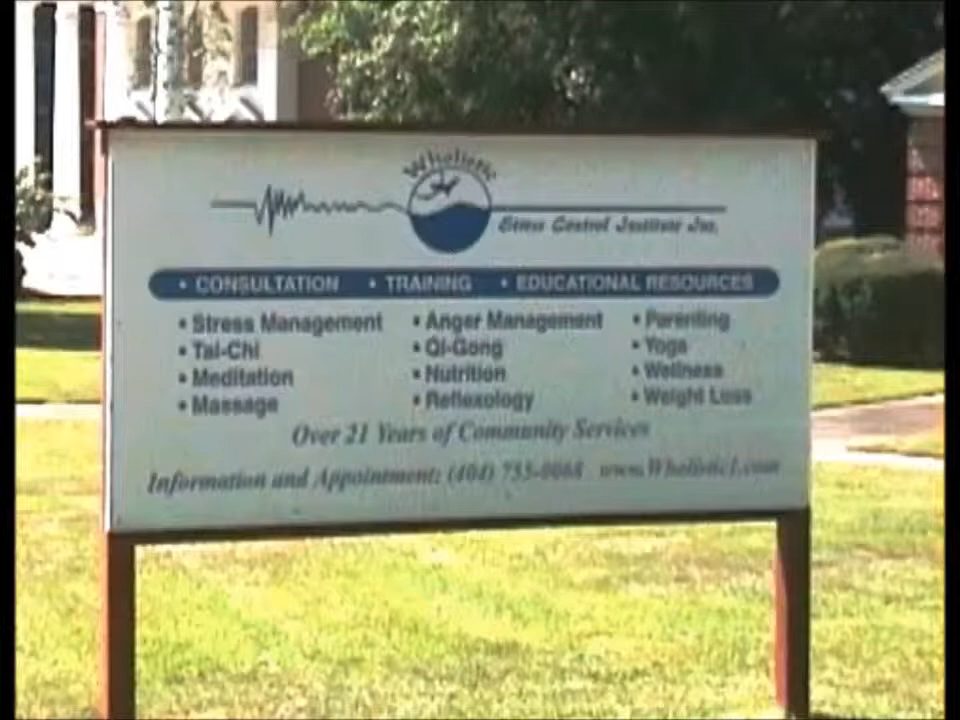 Wholistic
Stress Control Institute Inc.
• CONSULTATION • TRAINING • EDUCATIONAL RESOURCES
• Stress Management • Anger Management • Parenting
• Tai-Chi • Qi-Gong • Yoga
• Meditation • Nutrition • Wellness
• Massage • Reflexology • Weight Loss
Over 21 Years of Community Services
Information and Appointment: (404) 755-0068 www.Wholistic1.com